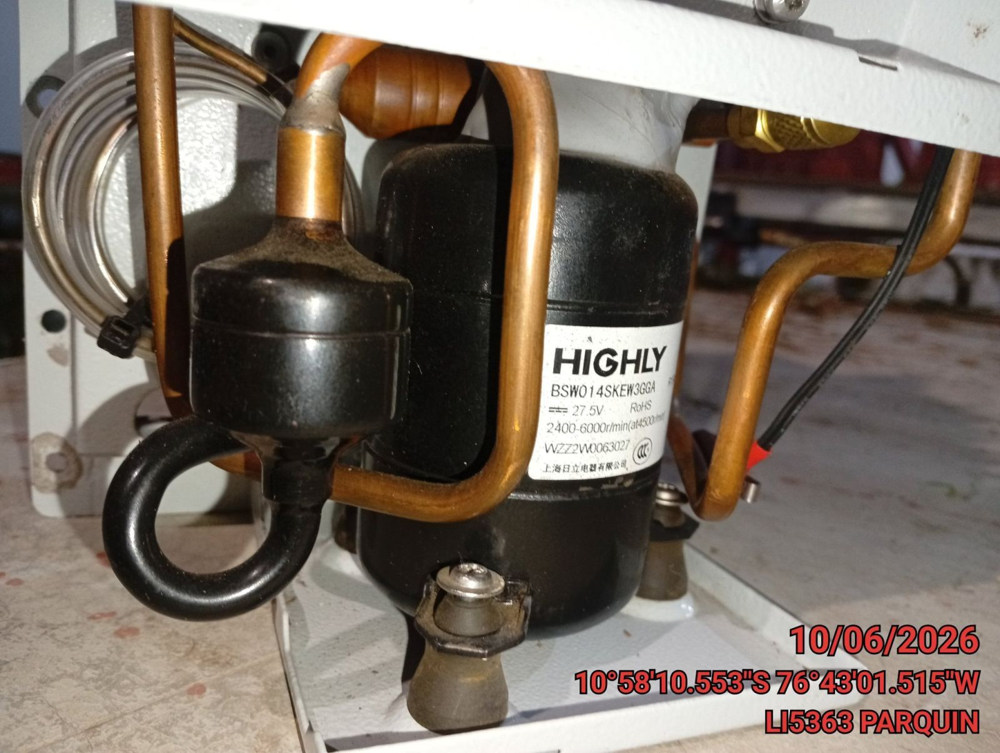 HIGHLY
BSW014SKEW3GGA
27.5V RoHS
2400-6000r/min(at4500r/min)
WZZ2W0063027 CCC
上海日立电器有限公司
10/06/2026
10°58'10.553"S 76°43'01.515"W
LI5363 PARQUIN